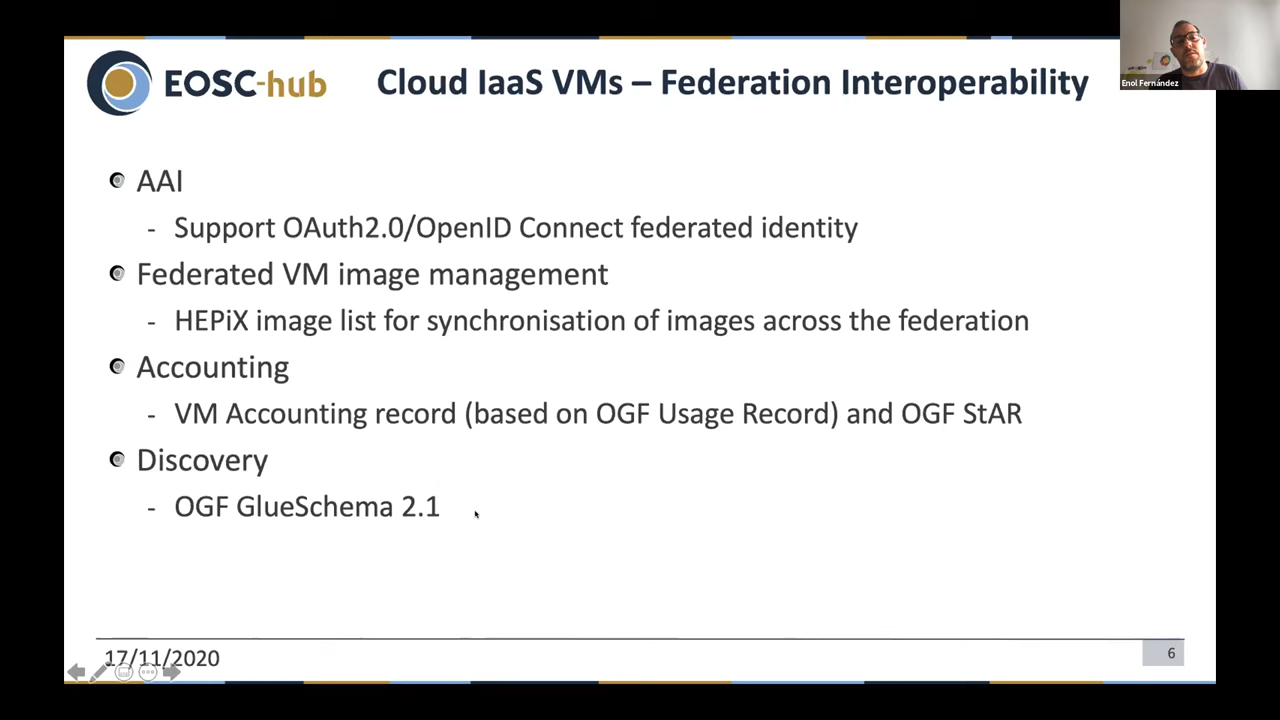 EOSC-hub
Cloud IaaS VMs – Federation Interoperability
Enol Fernández
AAI
- Support OAuth2.0/OpenID Connect federated identity
Federated VM image management
- HEPiX image list for synchronisation of images across the federation
Accounting
- VM Accounting record (based on OGF Usage Record) and OGF StAR
Discovery
- OGF GlueSchema 2.1
17/11/2020
6